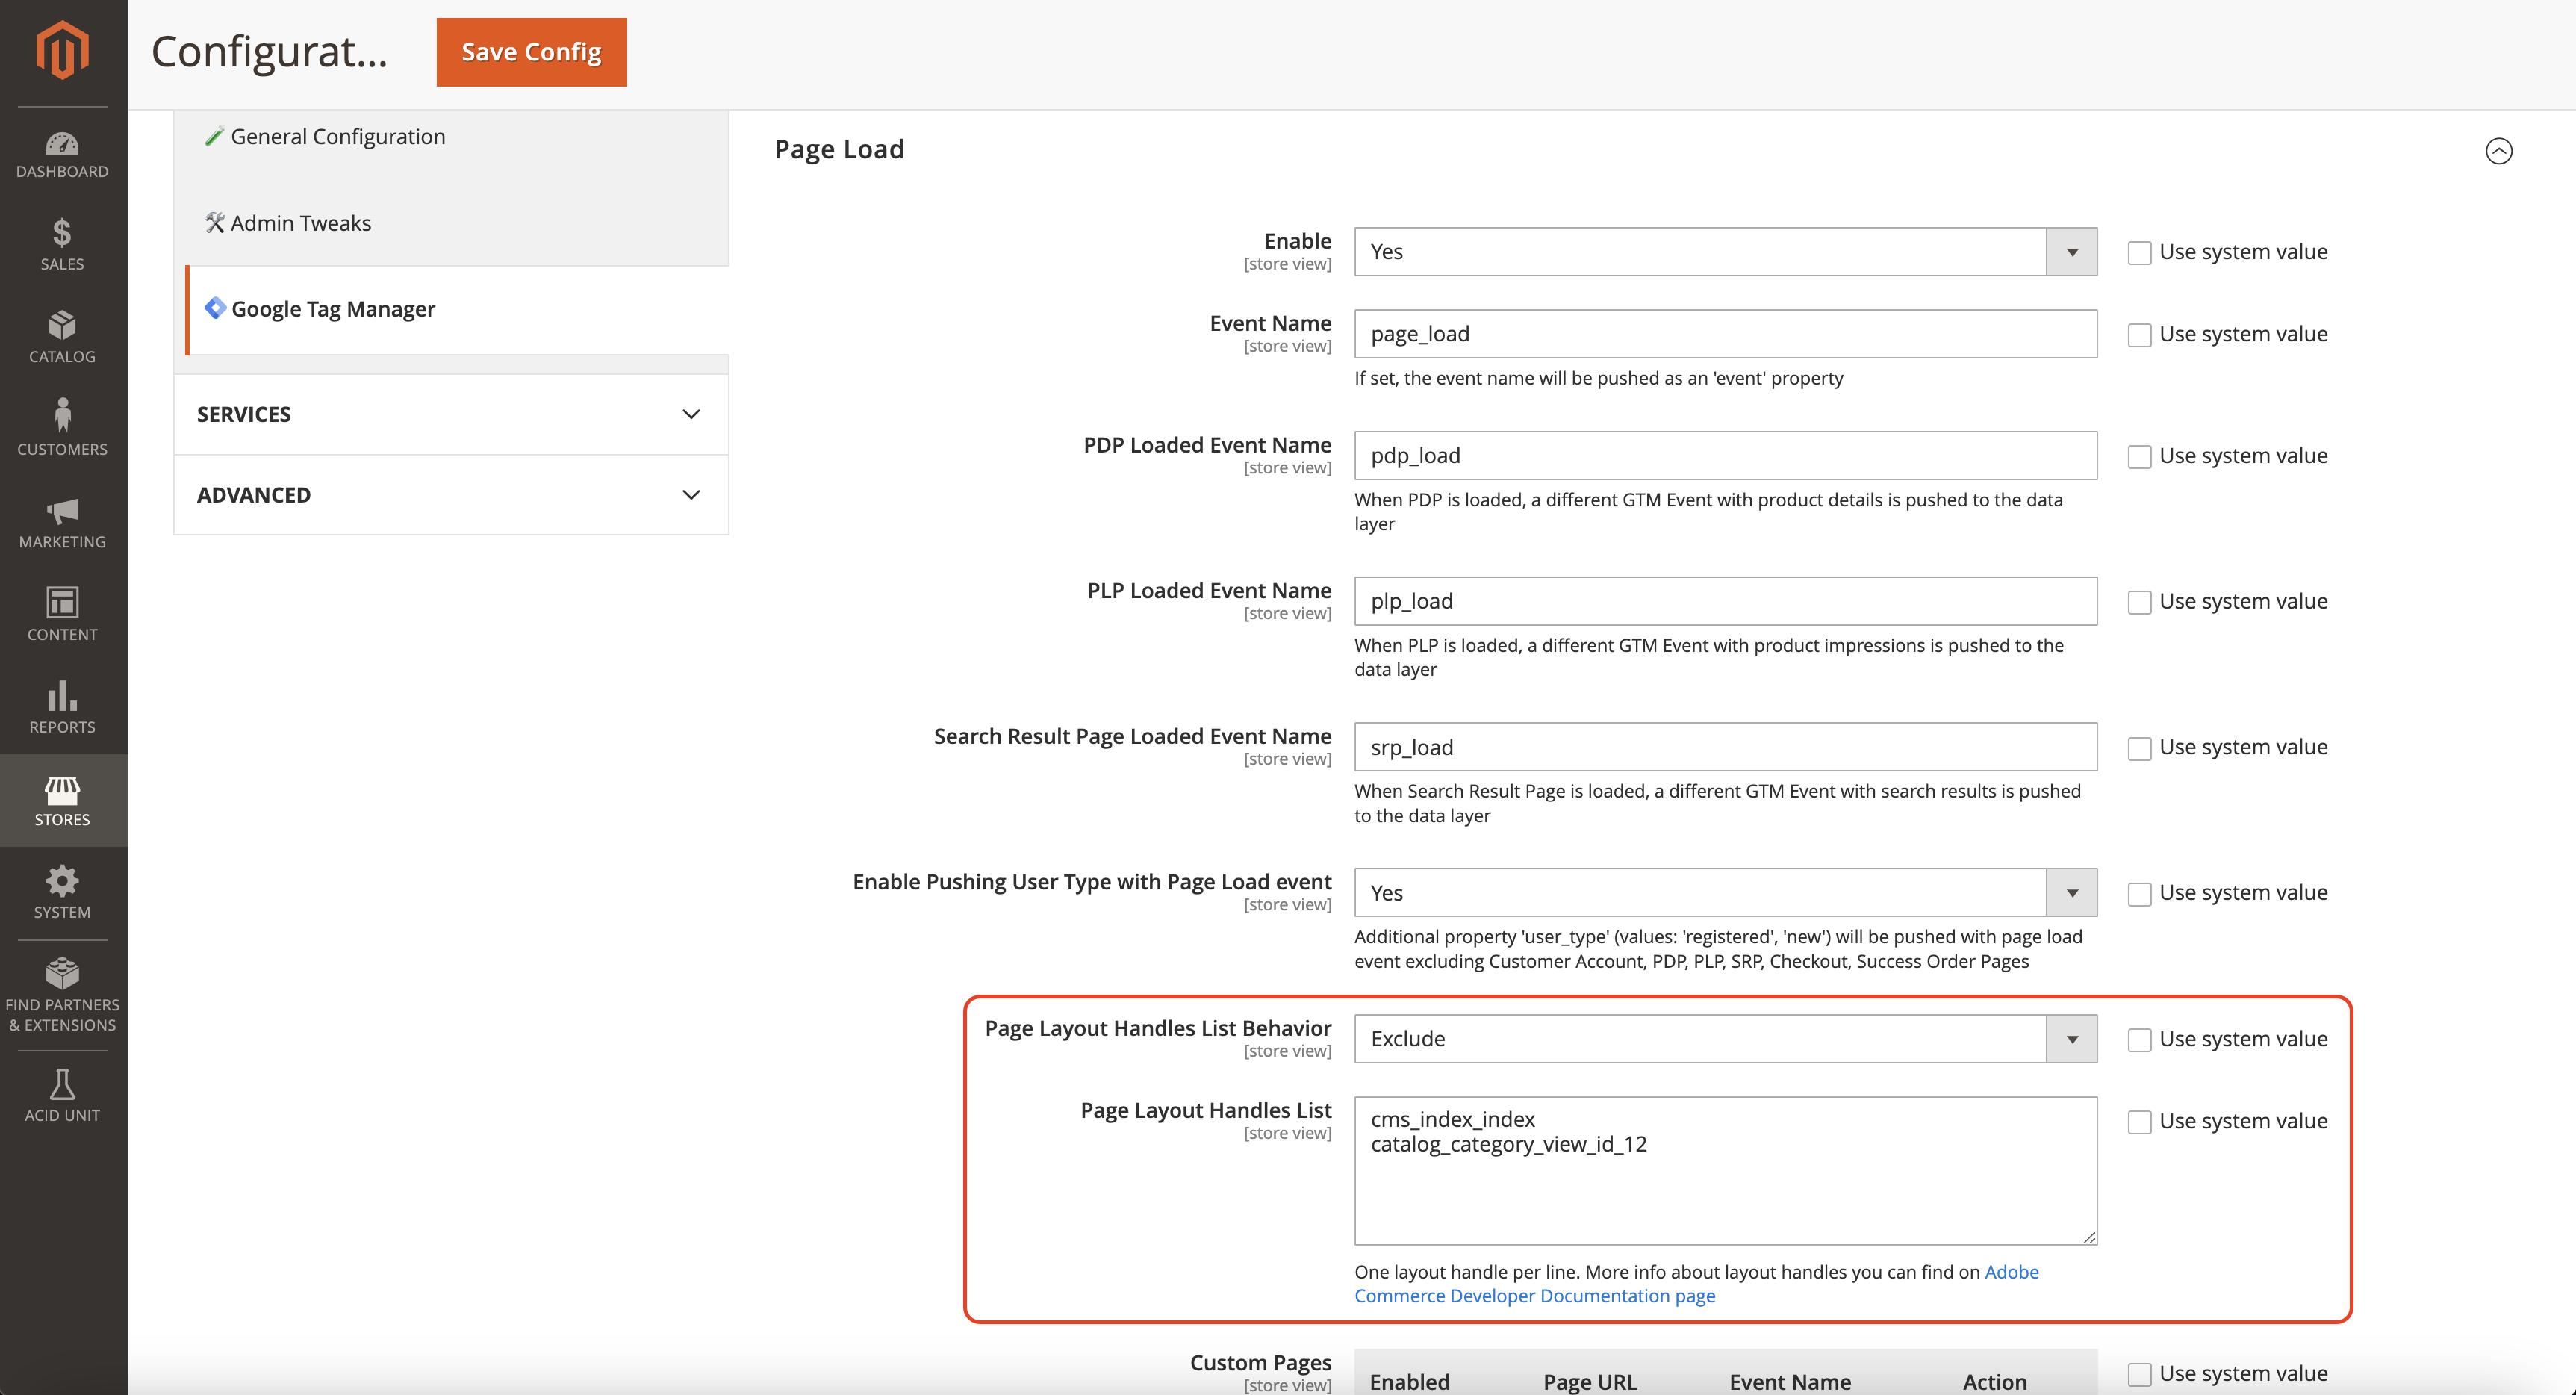 Configurat...
Save Config
DASHBOARD
SALES
CATALOG
CUSTOMERS
MARKETING
CONTENT
REPORTS
STORES
SYSTEM
FIND PARTNERS
& EXTENSIONS
ACID UNIT
General Configuration
Admin Tweaks
Google Tag Manager
SERVICES
ADVANCED
Page Load
Enable
[store view]
Yes
Use system value
Event Name
[store view]
page_load
Use system value
If set, the event name will be pushed as an 'event' property
PDP Loaded Event Name
[store view]
pdp_load
Use system value
When PDP is loaded, a different GTM Event with product details is pushed to the data
layer
PLP Loaded Event Name
[store view]
plp_load
Use system value
When PLP is loaded, a different GTM Event with product impressions is pushed to the
data layer
Search Result Page Loaded Event Name
[store view]
srp_load
Use system value
When Search Result Page is loaded, a different GTM Event with search results is pushed
to the data layer
Enable Pushing User Type with Page Load event
[store view]
Yes
Use system value
Additional property 'user_type' (values: 'registered', 'new') will be pushed with page load
event excluding Customer Account, PDP, PLP, SRP, Checkout, Success Order Pages
Page Layout Handles List Behavior
[store view]
Exclude
Use system value
Page Layout Handles List
[store view]
cms_index_index
catalog_category_view_id_12
Use system value
One layout handle per line. More info about layout handles you can find on Adobe
Commerce Developer Documentation page
Custom Pages
[store view]
Enabled Page URL Event Name Action
Use system value